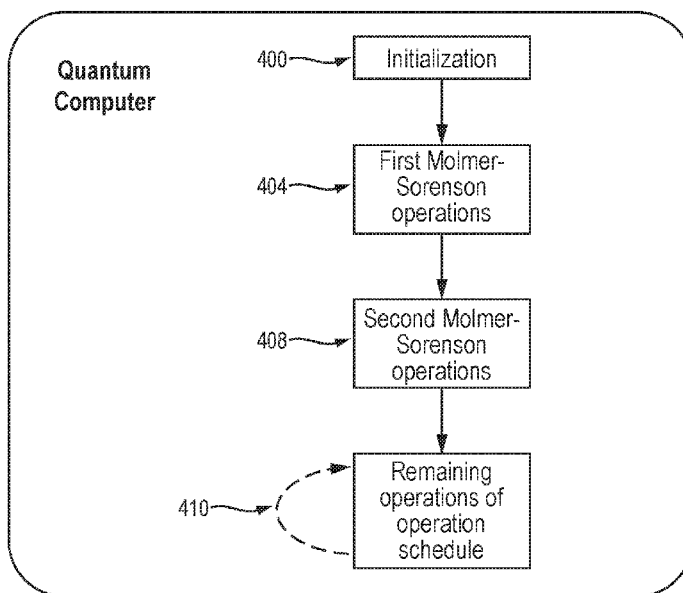 Quantum
Computer
400
Initialization
404
First Molmer-
Sorenson
operations
408
Second Molmer-
Sorenson
operations
410
Remaining
operations of
operation
schedule